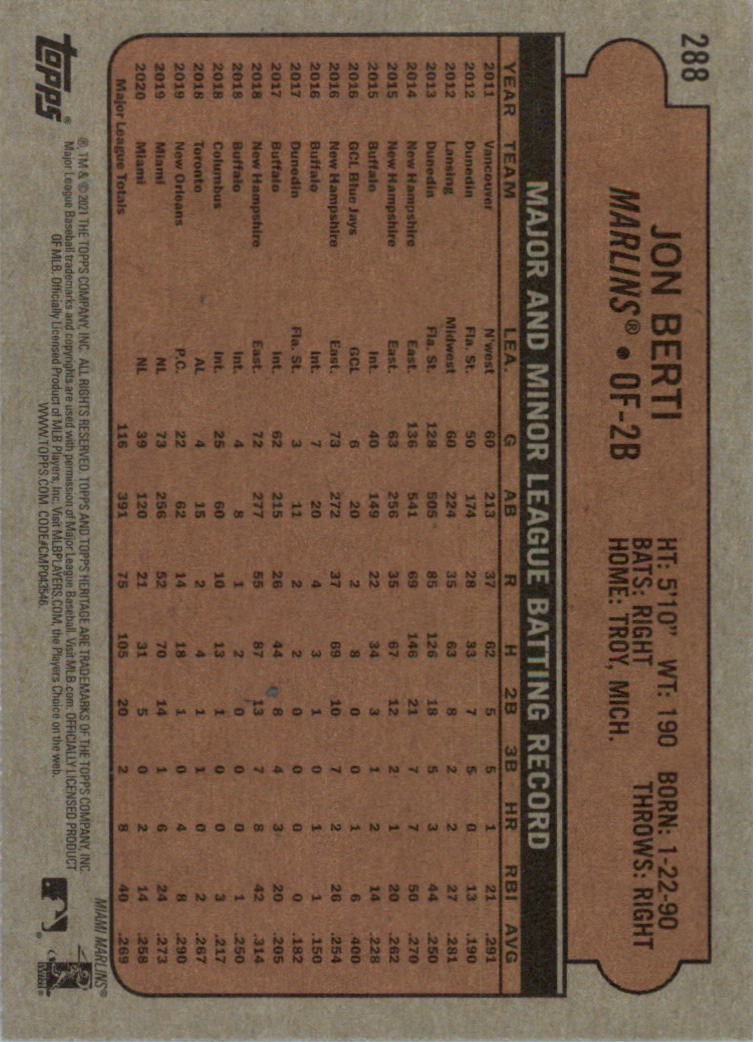 288
JON BERTI
MARLINS® • OF-2B
HT: 5'10" WT: 190 BORN: 1-22-90
BATS: RIGHT THROWS: RIGHT
HOME: TROY, MICH.
MAJOR AND MINOR LEAGUE BATTING RECORD
YEAR TEAM LEA. G AB R H 2B 3B HR RBI AVG
2011 Vancouver N'west 60 213 37 62 5 5 1 21 .291
2012 Dunedin Fla. St. 50 174 28 33 7 5 0 13 .190
2012 Lansing Midwest 60 224 35 63 8 2 2 27 .281
2013 Dunedin Fla. St. 128 505 85 126 18 5 3 44 .250
2014 New Hampshire East. 136 541 69 146 21 7 7 50 .270
2015 New Hampshire East. 63 256 35 67 12 2 1 20 .262
2015 Buffalo Int. 40 149 22 34 3 1 2 14 .228
2016 GCL Blue Jays GCL 6 20 2 8 0 0 1 6 .400
2016 New Hampshire East. 73 272 37 69 10 7 2 26 .254
2016 Buffalo Int. 7 20 4 3 1 0 1 1 .150
2017 Dunedin Fla. St. 3 11 2 2 0 0 0 0 .182
2017 Buffalo Int. 62 215 26 44 8 4 3 20 .205
2018 New Hampshire East. 72 277 55 87 13 7 8 42 .314
2018 Buffalo Int. 4 8 1 2 0 0 0 1 .250
2018 Columbus Int. 25 60 10 13 1 0 0 3 .217
2018 Toronto AL 4 15 2 4 1 1 0 2 .267
2019 New Orleans P.C. 22 62 14 18 1 0 4 8 .290
2019 Miami NL 73 256 52 70 14 1 6 24 .273
2020 Miami NL 39 120 21 31 5 0 2 14 .258
Major League Totals 116 391 75 105 20 2 8 40 .269
topps®
®, TM & © 2021 THE TOPPS COMPANY, INC. ALL RIGHTS RESERVED. TOPPS AND TOPPS HERITAGE ARE TRADEMARKS OF THE TOPPS COMPANY, INC.
Major League Baseball trademarks and copyrights are used with permission of Major League Baseball. Visit MLB.com. OFFICIALLY LICENSED PRODUCT
OF MLB. Officially Licensed Product of MLB Players, Inc. Visit MLBPLAYERS.COM, the Players Choice on the web.
WWW.TOPPS.COM CODE#CMP043546.
MIAMI MARLINS®